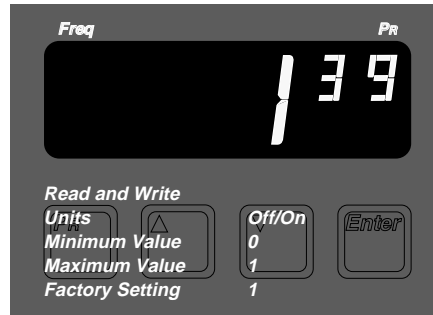 Freq PR
1 39
Read and Write
PR
Units Off/On Enter
Minimum Value 0
Maximum Value 1
Factory Setting 1